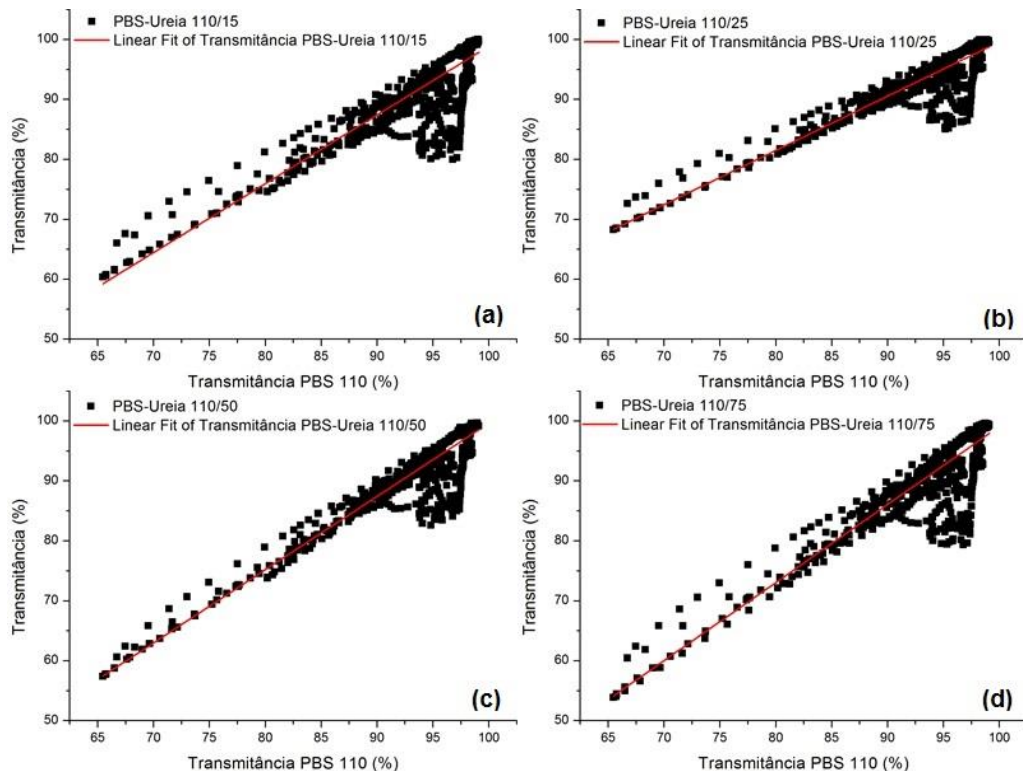 PBS-Ureia 110/15
Linear Fit of Transmitância PBS-Ureia 110/15
Transmitância (%)
100
90
80
70
60
50
65 70 75 80 85 90 95 100
Transmitância PBS 110 (%)
(a)
PBS-Ureia 110/25
Linear Fit of Transmitância PBS-Ureia 110/25
Transmitância (%)
100
90
80
70
60
50
65 70 75 80 85 90 95 100
Transmitância PBS 110 (%)
(b)
PBS-Ureia 110/50
Linear Fit of Transmitância PBS-Ureia 110/50
Transmitância (%)
100
90
80
70
60
50
65 70 75 80 85 90 95 100
Transmitância PBS 110 (%)
(c)
PBS-Ureia 110/75
Linear Fit of Transmitância PBS-Ureia 110/75
Transmitância (%)
100
90
80
70
60
50
65 70 75 80 85 90 95 100
Transmitância PBS 110 (%)
(d)